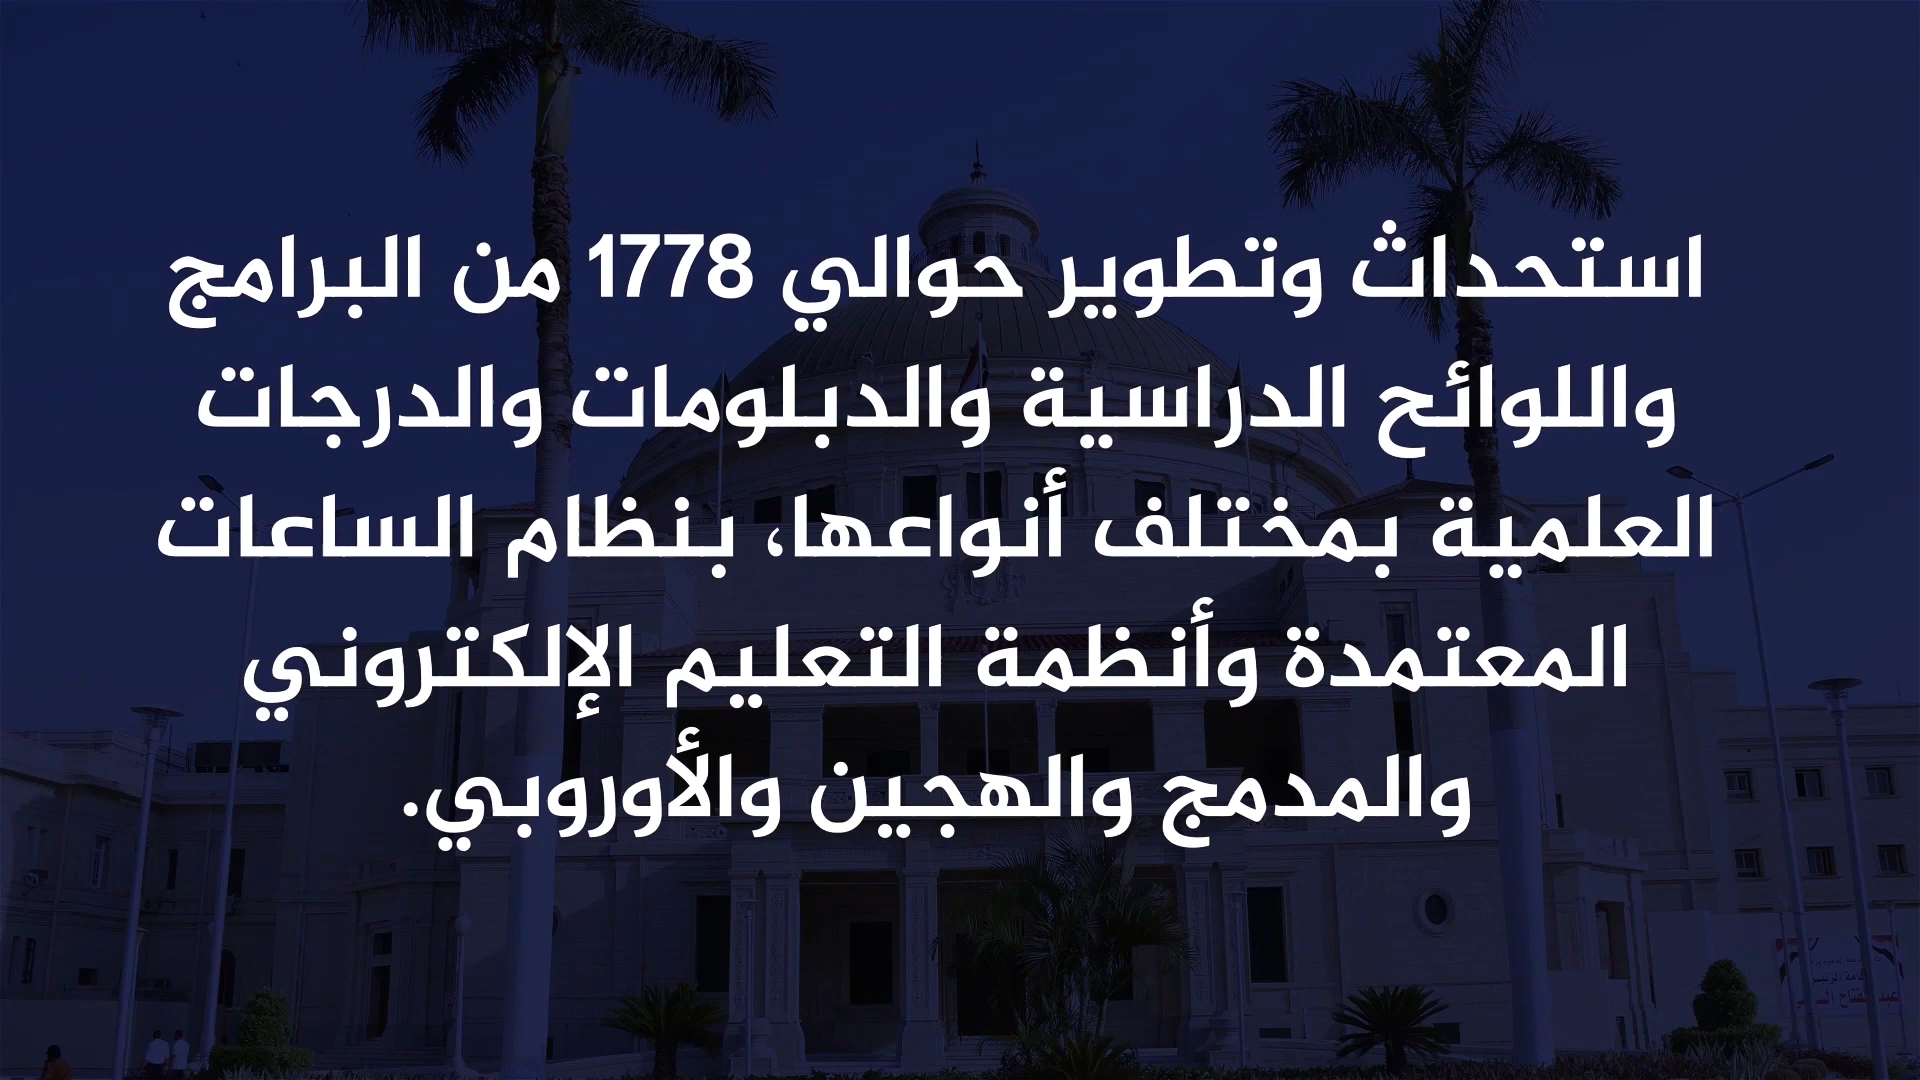 استحداث وتطوير حوالي 1778 من البرامج
واللوائح الدراسية والدبلومات والدرجات
العلمية بمختلف أنواعها، بنظام الساعات
المعتمدة وأنظمة التعليم الإلكتروني
والمدمج والهجين والأوروبي.